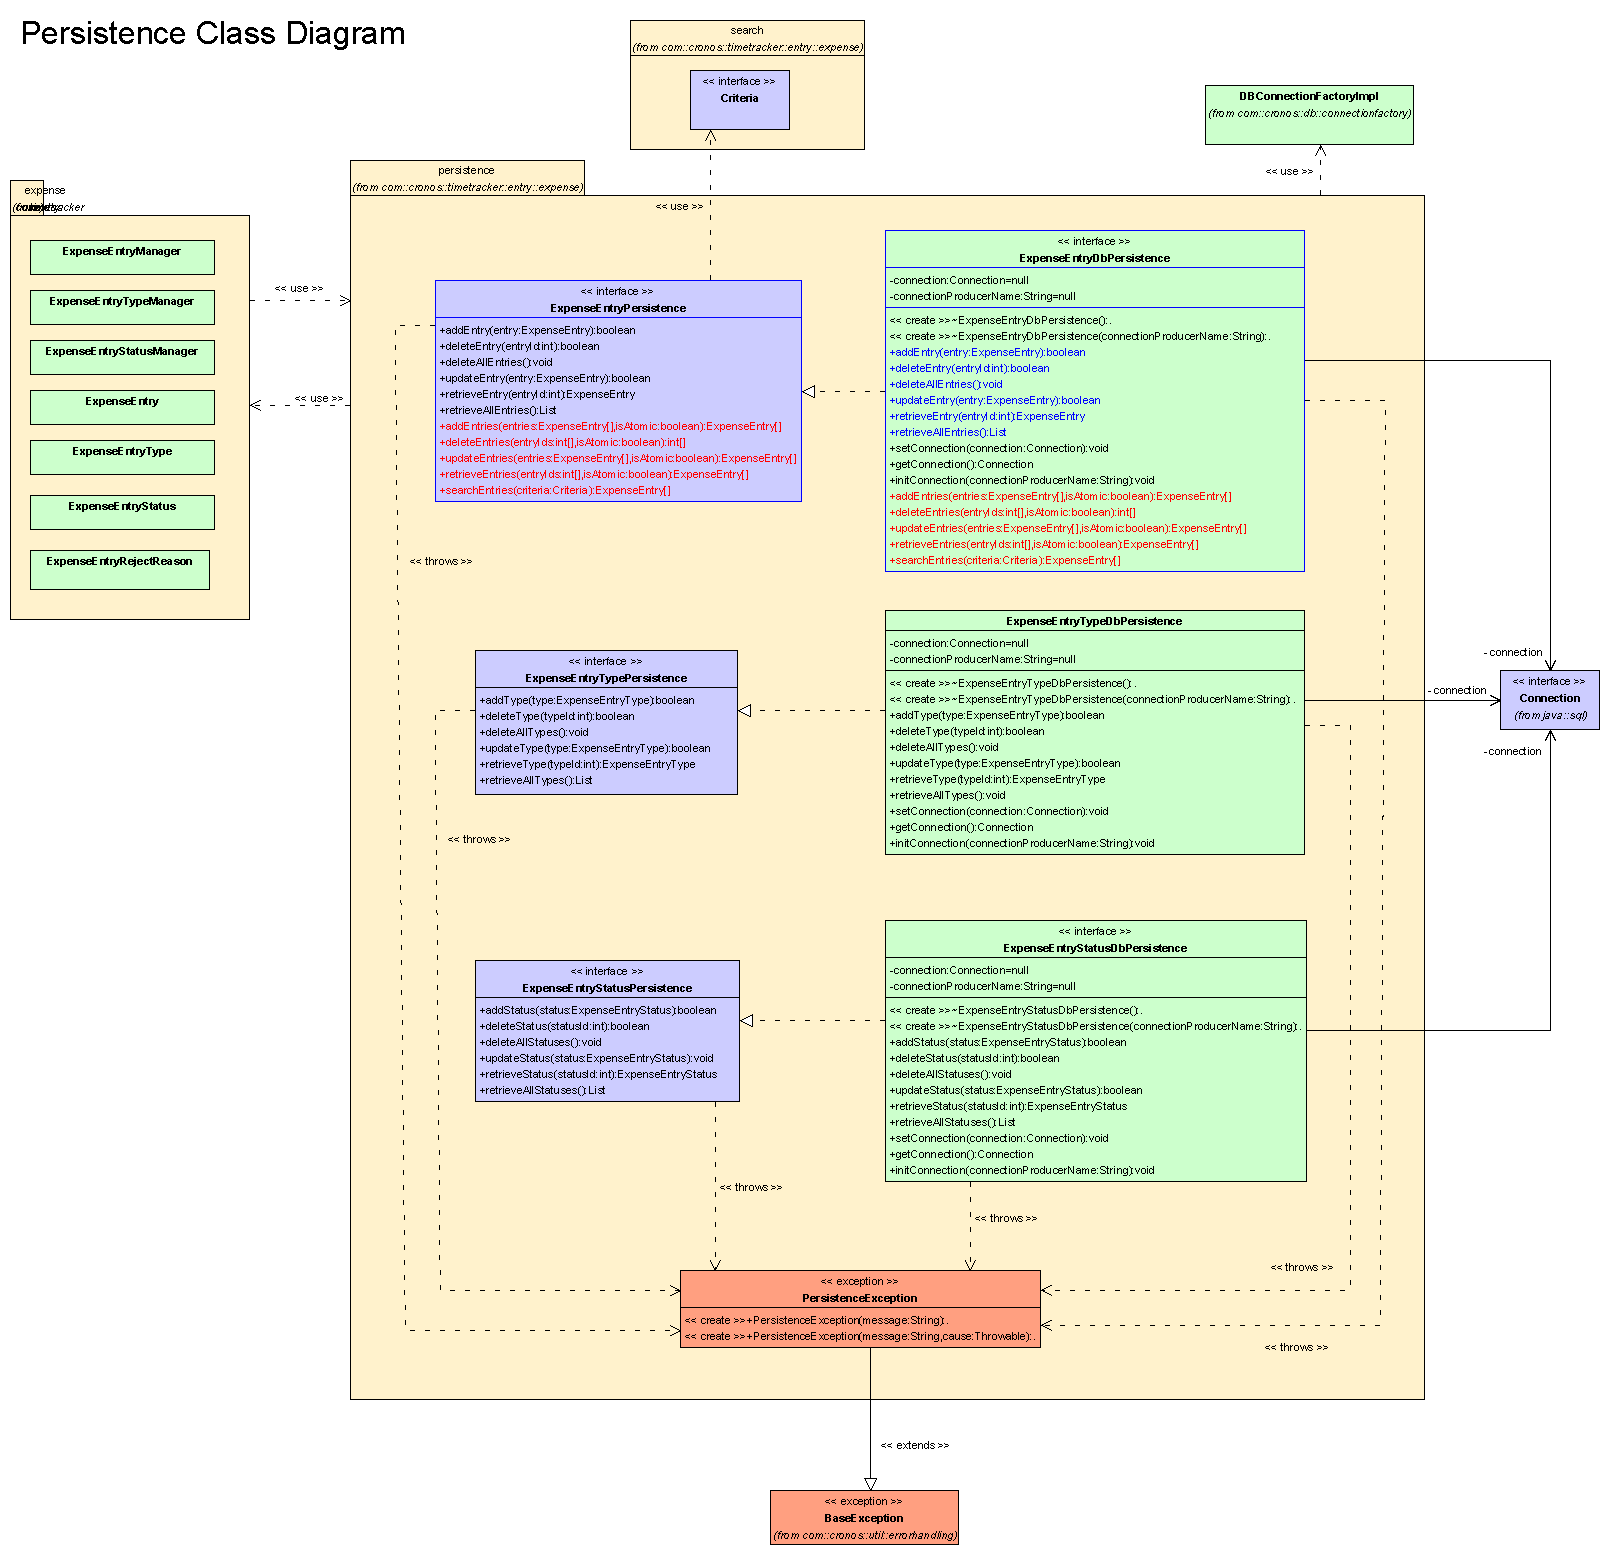 Persistence Class Diagram
search
(from com::cronos::timetracker::entry::expense)
<< interface >>
Criteria
DBConnectionFactoryImpl
(from com::cronos::db::connectionfactory)
<< use >>
persistence
(from com::cronos::timetracker::entry::expense)
<< use >>
expense
ExpenseEntryManager
ExpenseEntryTypeManager
ExpenseEntryStatusManager
ExpenseEntry
ExpenseEntryType
ExpenseEntryStatus
ExpenseEntryRejectReason
<< use >>
<< use >>
<< interface >>
ExpenseEntryPersistence
+addEntry(entry:ExpenseEntry):boolean
+deleteEntry(entryId:int):boolean
+deleteAllEntries():void
+updateEntry(entry:ExpenseEntry):boolean
+retrieveEntry(entryId:int):ExpenseEntry
+retrieveAllEntries():List
+addEntries(entries:ExpenseEntry[],isAtomic:boolean):ExpenseEntry[]
+deleteEntries(entryIds:int[],isAtomic:boolean):int[]
+updateEntries(entries:ExpenseEntry[],isAtomic:boolean):ExpenseEntry[]
+retrieveEntries(entryIds:int[],isAtomic:boolean):ExpenseEntry[]
+searchEntries(criteria:Criteria):ExpenseEntry[]
<< interface >>
ExpenseEntryDbPersistence
-connection:Connection=null
-connectionProducerName:String=null
<< create >>~ExpenseEntryDbPersistence():.
<< create >>~ExpenseEntryDbPersistence(connectionProducerName:String):.
+addEntry(entry:ExpenseEntry):boolean
+deleteEntry(entryId:int):boolean
+deleteAllEntries():void
+updateEntry(entry:ExpenseEntry):boolean
+retrieveEntry(entryId:int):ExpenseEntry
+retrieveAllEntries():List
+setConnection(connection:Connection):void
+getConnection():Connection
+initConnection(connectionProducerName:String):void
+addEntries(entries:ExpenseEntry[],isAtomic:boolean):ExpenseEntry[]
+deleteEntries(entryIds:int[],isAtomic:boolean):int[]
+updateEntries(entries:ExpenseEntry[],isAtomic:boolean):ExpenseEntry[]
+retrieveEntries(entryIds:int[],isAtomic:boolean):ExpenseEntry[]
+searchEntries(criteria:Criteria):ExpenseEntry[]
<< throws >>
<< interface >>
ExpenseEntryTypePersistence
+addType(type:ExpenseEntryType):boolean
+deleteType(typeId:int):boolean
+deleteAllTypes():void
+updateType(type:ExpenseEntryType):boolean
+retrieveType(typeId:int):ExpenseEntryType
+retrieveAllTypes():List
<< throws >>
ExpenseEntryTypeDbPersistence
-connection:Connection=null
-connectionProducerName:String=null
<< create >>~ExpenseEntryTypeDbPersistence():.
<< create >>~ExpenseEntryTypeDbPersistence(connectionProducerName:String):.
+addType(type:ExpenseEntryType):boolean
+deleteType(typeId:int):boolean
+deleteAllTypes():void
+updateType(type:ExpenseEntryType):boolean
+retrieveType(typeId:int):ExpenseEntryType
+retrieveAllTypes():void
+setConnection(connection:Connection):void
+getConnection():Connection
+initConnection(connectionProducerName:String):void
-connection
-connection
<< interface >>
Connection
(from java::sql)
-connection
<< interface >>
ExpenseEntryStatusPersistence
+addStatus(status:ExpenseEntryStatus):boolean
+deleteStatus(statusId:int):boolean
+deleteAllStatuses():void
+updateStatus(status:ExpenseEntryStatus):void
+retrieveStatus(statusId:int):ExpenseEntryStatus
+retrieveAllStatuses():List
<< interface >>
ExpenseEntryStatusDbPersistence
-connection:Connection=null
-connectionProducerName:String=null
<< create >>~ExpenseEntryStatusDbPersistence():.
<< create >>~ExpenseEntryStatusDbPersistence(connectionProducerName:String):.
+addStatus(status:ExpenseEntryStatus):boolean
+deleteStatus(statusId:int):boolean
+deleteAllStatuses():void
+updateStatus(status:ExpenseEntryStatus):boolean
+retrieveStatus(statusId:int):ExpenseEntryStatus
+retrieveAllStatuses():List
+setConnection(connection:Connection):void
+getConnection():Connection
+initConnection(connectionProducerName:String):void
<< throws >>
<< throws >>
<< throws >>
<< throws >>
<< exception >>
PersistenceException
<< create >>+PersistenceException(message:String):.
<< create >>+PersistenceException(message:String,cause:Throwable):.
<< extends >>
<< exception >>
BaseException
(from com::cronos::util::errorhandling)